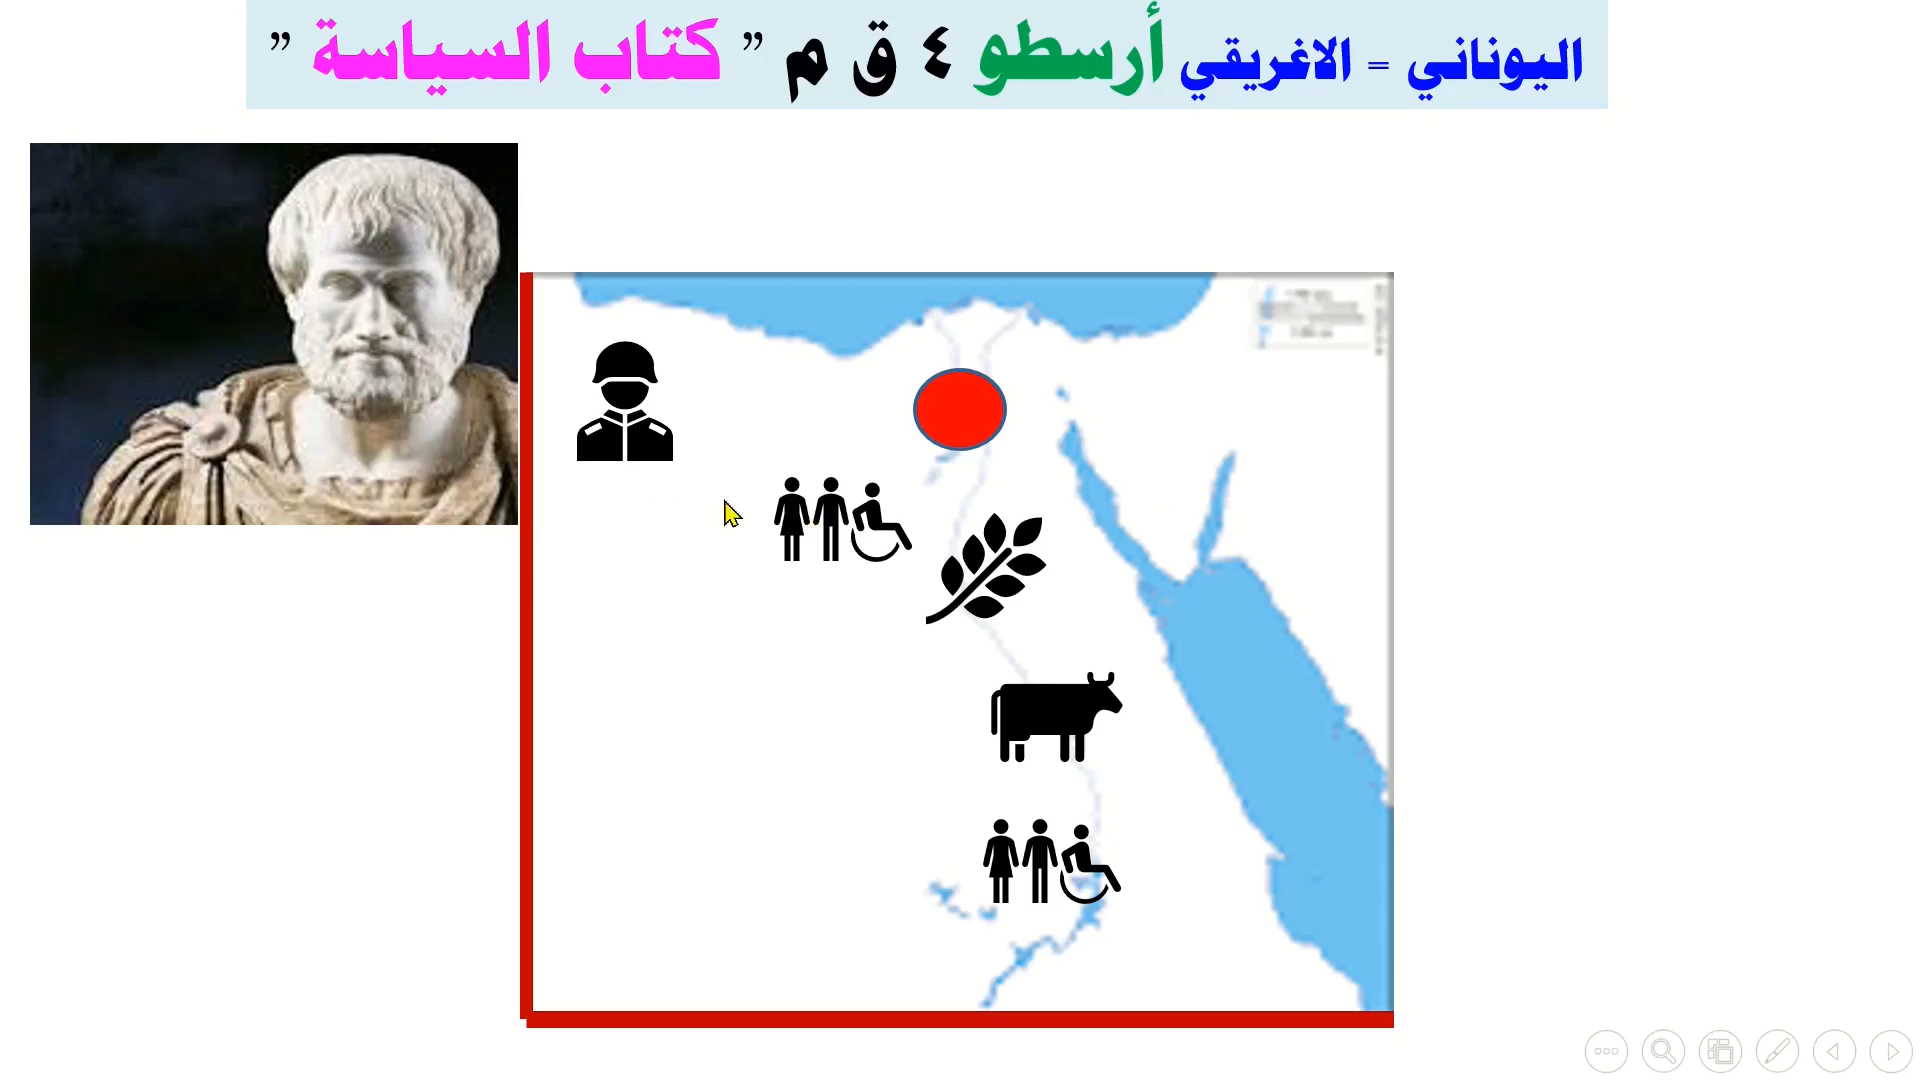 اليوناني = الاغريقي أرسطو ٤ ق م ” كتاب السياسة ”